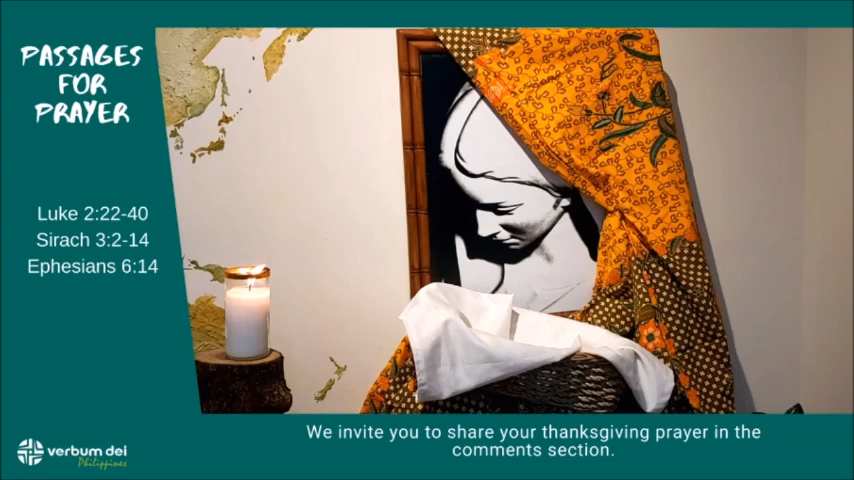 PASSAGES
FOR
PRAYER
Luke 2:22-40
Sirach 3:2-14
Ephesians 6:14
We invite you to share your thanksgiving prayer in the
comments section.
verbum dei
Philippines